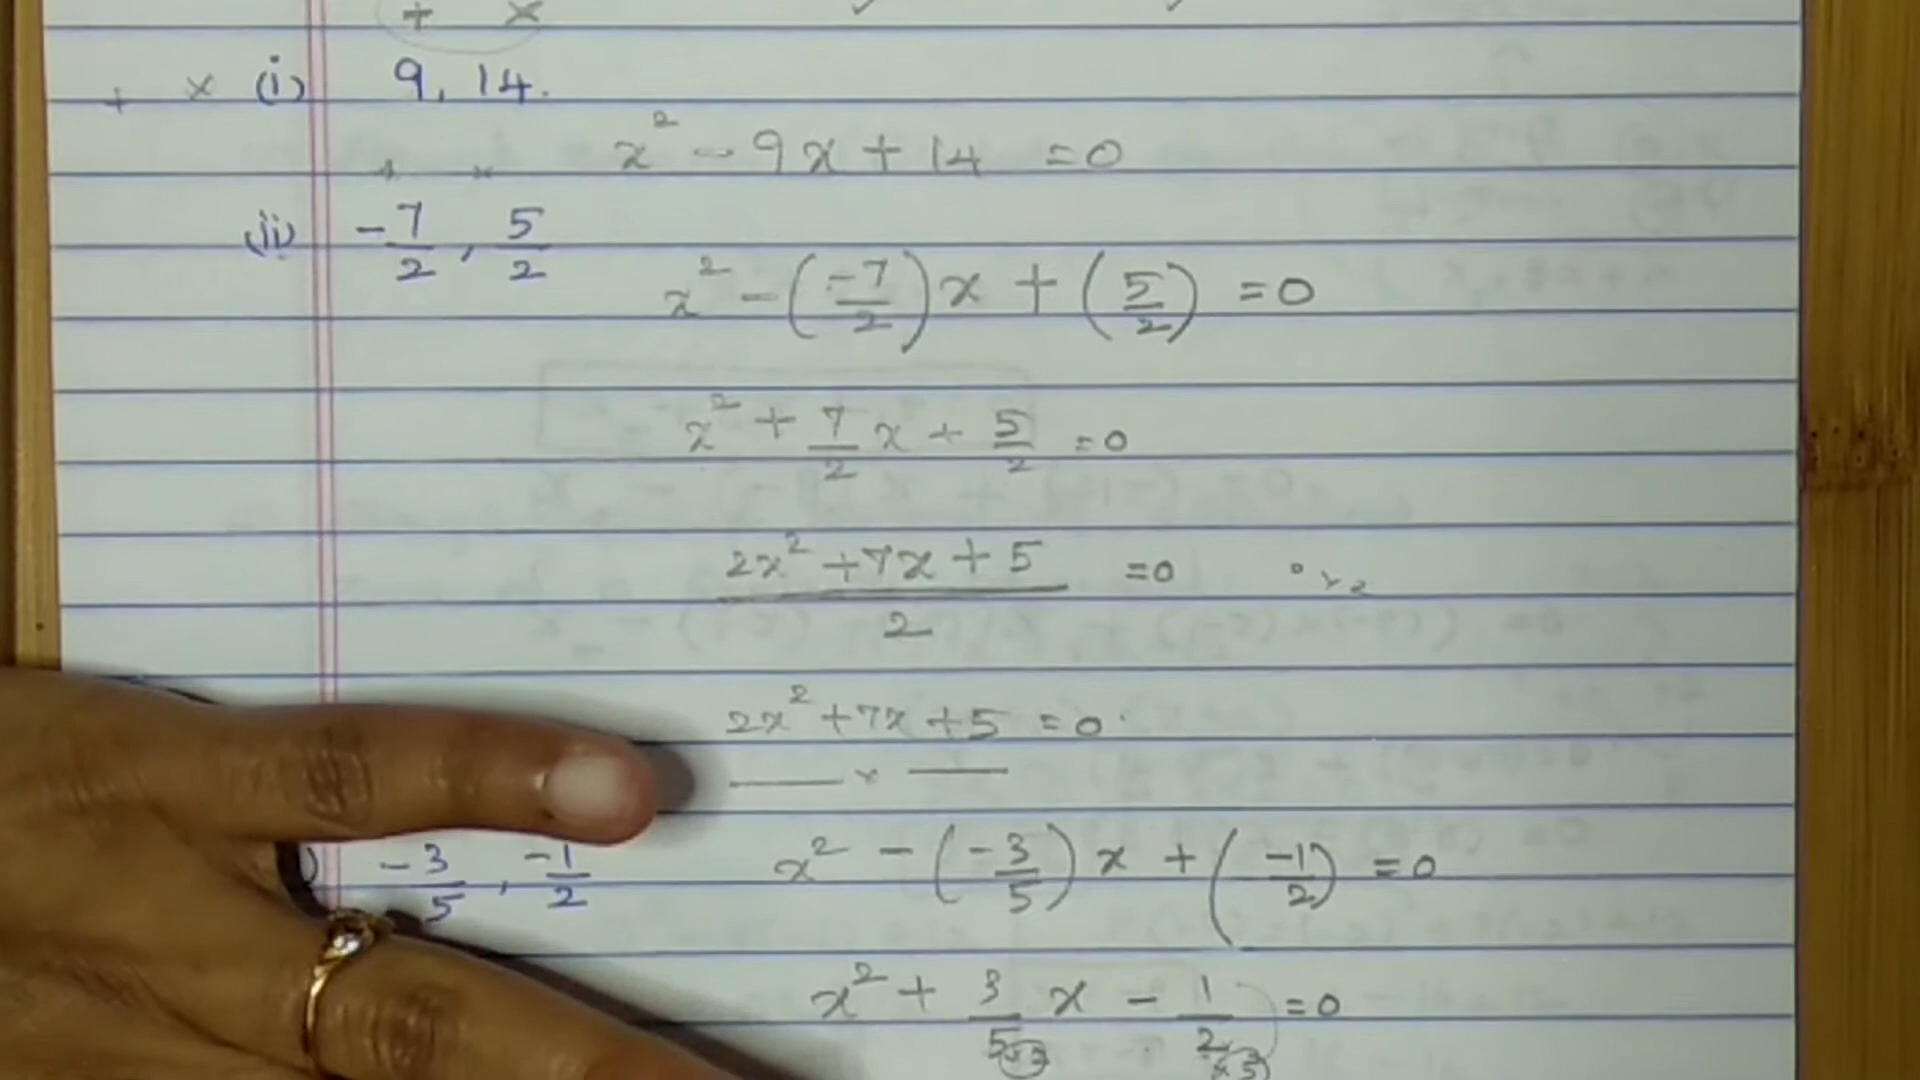 + ×
+ × (i) 9, 14.
x² - 9x + 14 = 0
+ ×
(ii) -7/2, 5/2
x² - (-7/2)x + (5/2) = 0
x² + 7/2 x + 5/2 = 0
(2x² + 7x + 5)/2 = 0
2x² + 7x + 5 = 0.
___ × ___
) -3/5, -1/2 x² - (-3/5)x + (-1/2) = 0
x² + 3/5 x - 1/2 = 0